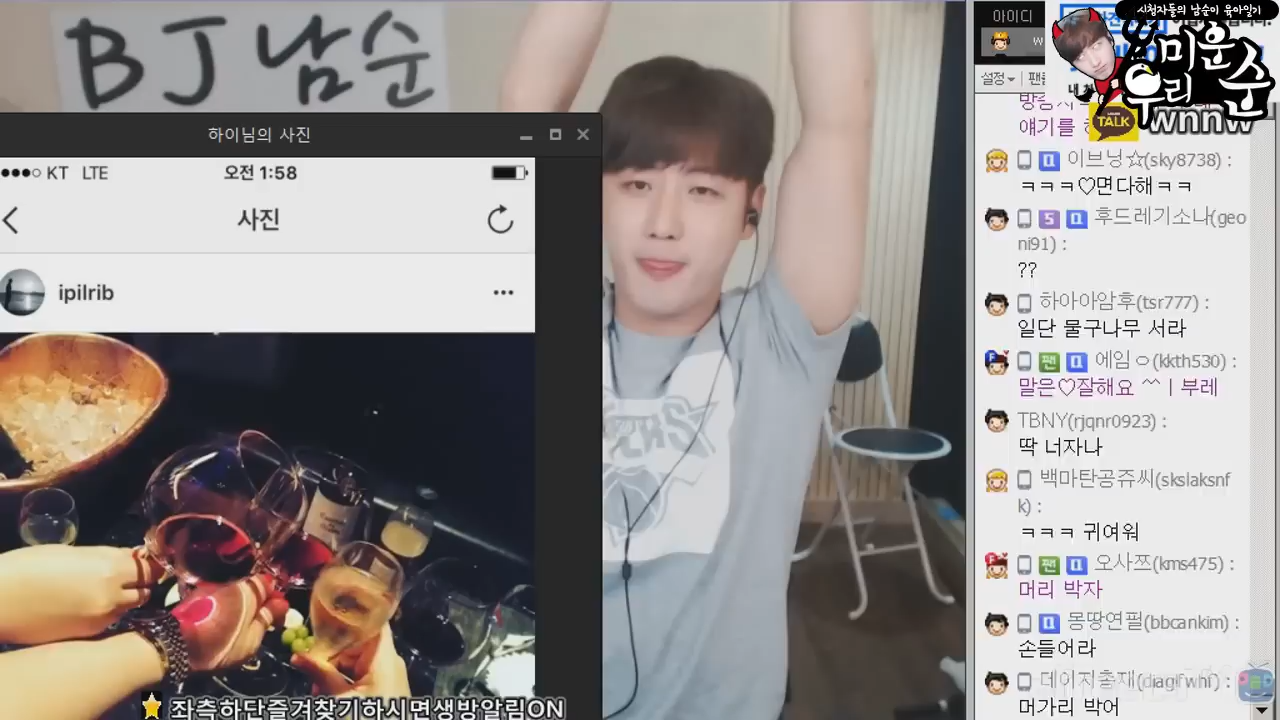 BJ남순
하이님의 사진
KT LTE
오전 1:58
사진
ipilrib
좌측하단즐겨찾기하시면생방알림ON
아이디
시청자들의 남순이 육아일기
미운
우리
순
설정
TALK
wnnw
얘기를
이브닝☆(sky8738) :
ㅋㅋㅋ♡면다해ㅋㅋ
후드레기소나(geo
ni91) :
??
하아아암후(tsr777) :
일단 물구나무 서라
에임ㅇ(kkth530) :
말은♡잘해요 ^^ㅣ부레
TBNY(rjqnr0923) :
딱 너자나
백마탄공쥬씨(skslaksnf
k) :
ㅋㅋㅋ 귀여워
오사쯔(kms475) :
머리 박자
몽땅연필(bbcankim) :
손들어라
머가리 박어